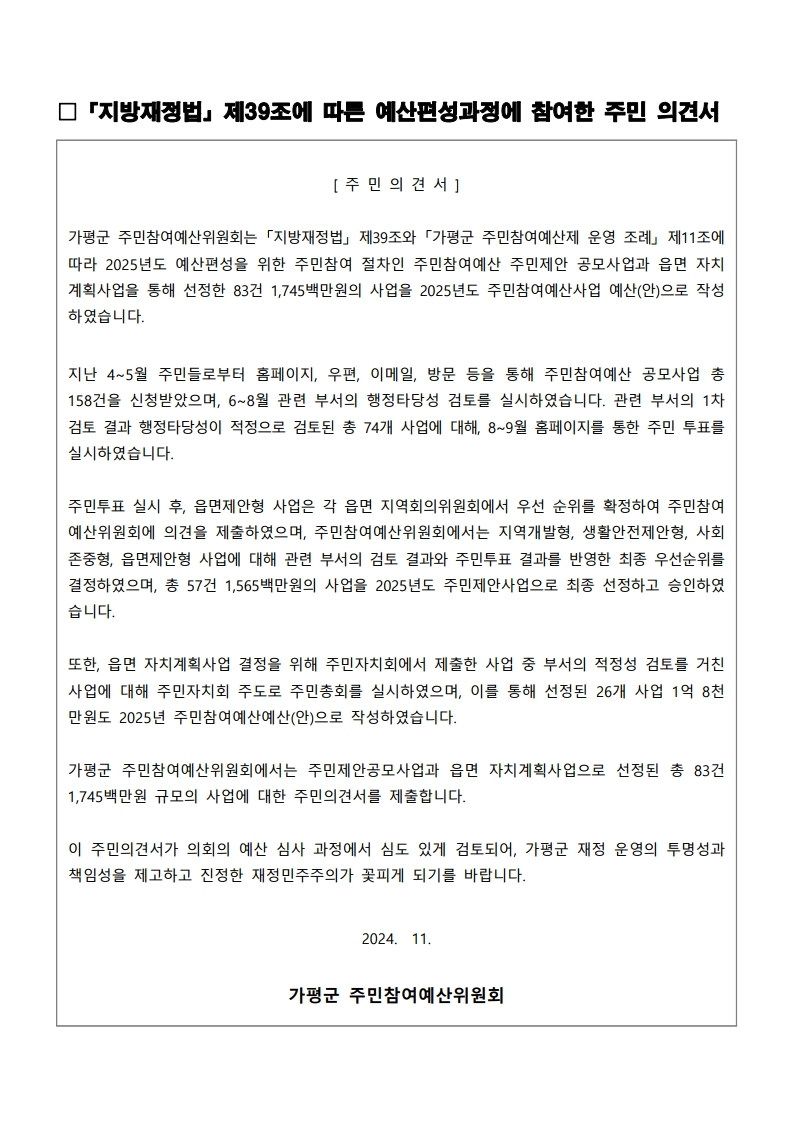 □「지방재정법」 제39조에 따른 예산편성과정에 참여한 주민 의견서
[ 주 민 의 견 서 ]
가평군 주민참여예산위원회는「지방재정법」제39조와「가평군 주민참여예산제 운영 조례」제11조에
따라 2025년도 예산편성을 위한 주민참여 절차인 주민참여예산 주민제안 공모사업과 읍면 자치
계획사업을 통해 선정한 83건 1,745백만원의 사업을 2025년도 주민참여예산사업 예산(안)으로 작성
하였습니다.
지난 4~5월 주민들로부터 홈페이지, 우편, 이메일, 방문 등을 통해 주민참여예산 공모사업 총
158건을 신청받았으며, 6~8월 관련 부서의 행정타당성 검토를 실시하였습니다. 관련 부서의 1차
검토 결과 행정타당성이 적정으로 검토된 총 74개 사업에 대해, 8~9월 홈페이지를 통한 주민 투표를
실시하였습니다.
주민투표 실시 후, 읍면제안형 사업은 각 읍면 지역회의위원회에서 우선 순위를 확정하여 주민참여
예산위원회에 의견을 제출하였으며, 주민참여예산위원회에서는 지역개발형, 생활안전제안형, 사회
존중형, 읍면제안형 사업에 대해 관련 부서의 검토 결과와 주민투표 결과를 반영한 최종 우선순위를
결정하였으며, 총 57건 1,565백만원의 사업을 2025년도 주민제안사업으로 최종 선정하고 승인하였
습니다.
또한, 읍면 자치계획사업 결정을 위해 주민자치회에서 제출한 사업 중 부서의 적정성 검토를 거친
사업에 대해 주민자치회 주도로 주민총회를 실시하였으며, 이를 통해 선정된 26개 사업 1억 8천
만원도 2025년 주민참여예산예산(안)으로 작성하였습니다.
가평군 주민참여예산위원회에서는 주민제안공모사업과 읍면 자치계획사업으로 선정된 총 83건
1,745백만원 규모의 사업에 대한 주민의견서를 제출합니다.
이 주민의견서가 의회의 예산 심사 과정에서 심도 있게 검토되어, 가평군 재정 운영의 투명성과
책임성을 제고하고 진정한 재정민주주의가 꽃피게 되기를 바랍니다.
2024. 11.
가평군 주민참여예산위원회